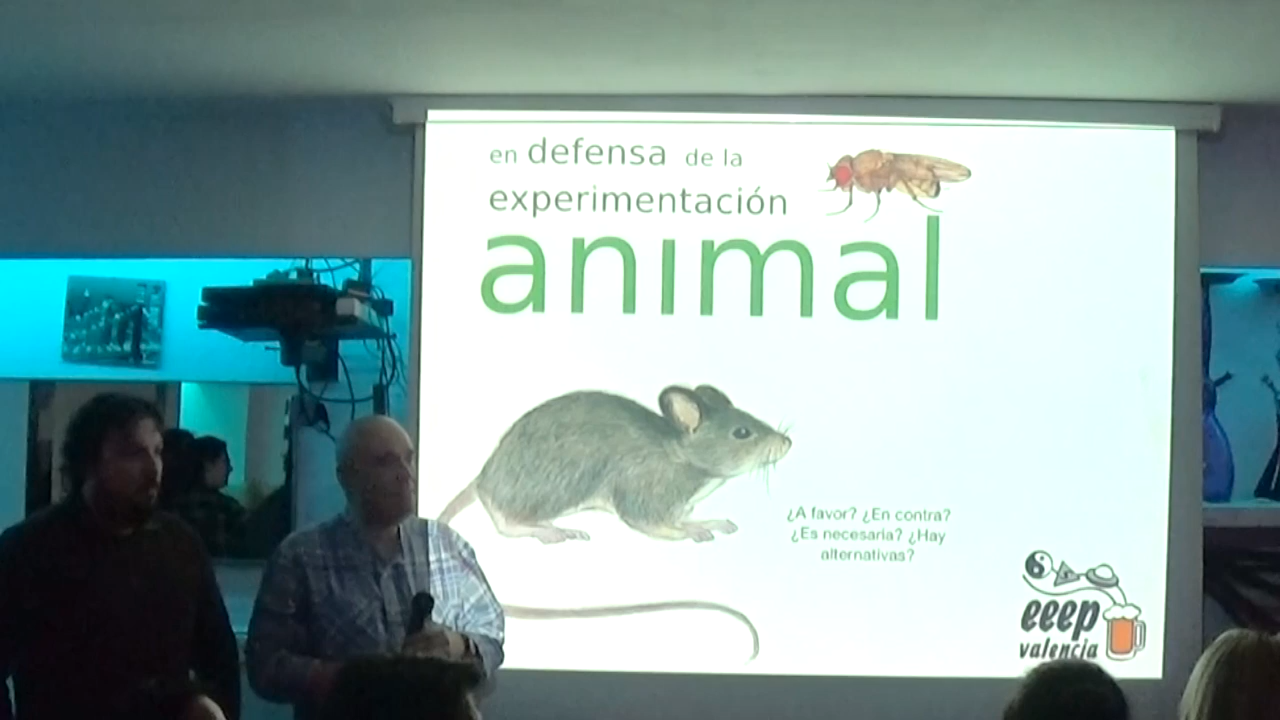 en defensa de la
experimentación
animal
¿A favor? ¿En contra?
¿Es necesaria? ¿Hay
alternativas?
eeep
valencia